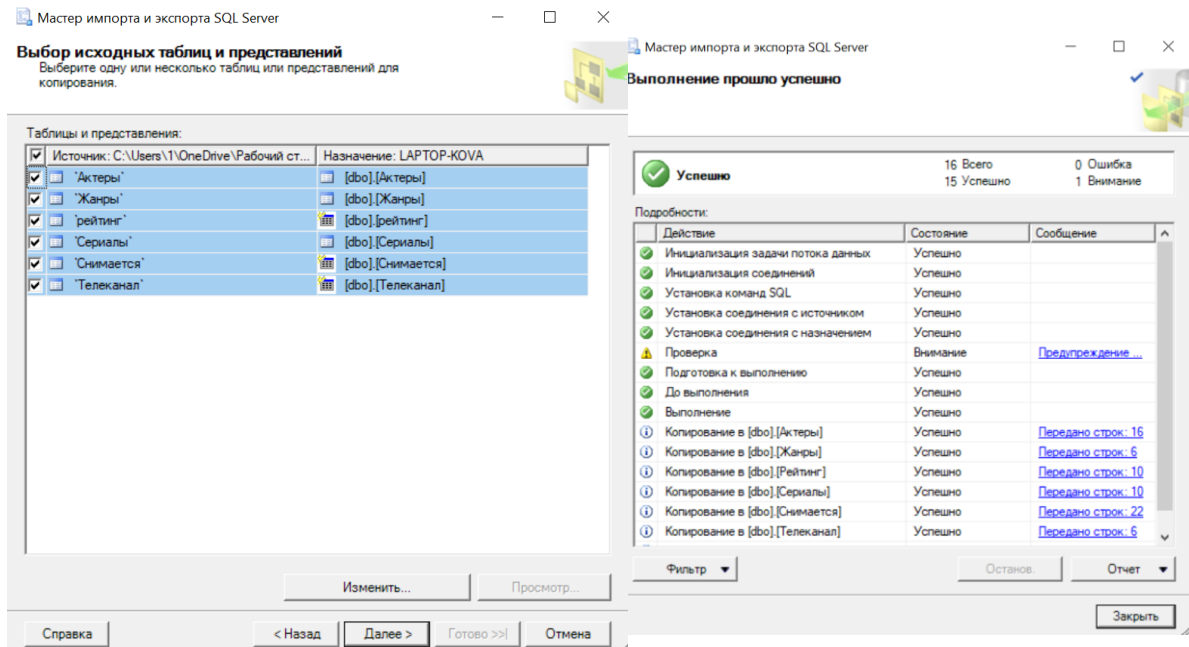 Мастер импорта и экспорта SQL Server
Выбор исходных таблиц и представлений
Выберите одну или несколько таблиц или представлений для
копирования.
Таблицы и представления:
Источник: C:\Users\1\OneDrive\Рабочий ст... Назначение: LAPTOP-KOVA
`Актеры` [dbo].[Актеры]
`Жанры` [dbo].[Жанры]
`рейтинг` [dbo].[рейтинг]
`Сериалы` [dbo].[Сериалы]
`Снимается` [dbo].[Снимается]
`Телеканал` [dbo].[Телеканал]
Изменить... Просмотр...
Справка < Назад Далее > Готово >>| Отмена
Мастер импорта и экспорта SQL Server
Выполнение прошло успешно
Успешно
16 Всего 0 Ошибка
15 Успешно 1 Внимание
Подробности:
Действие Состояние Сообщение
Инициализация задачи потока данных Успешно
Инициализация соединений Успешно
Установка команд SQL Успешно
Установка соединения с источником Успешно
Установка соединения с назначением Успешно
Проверка Внимание Предупреждение ...
Подготовка к выполнению Успешно
До выполнения Успешно
Выполнение Успешно
Копирование в [dbo].[Актеры] Успешно Передано строк: 16
Копирование в [dbo].[Жанры] Успешно Передано строк: 6
Копирование в [dbo].[Рейтинг] Успешно Передано строк: 10
Копирование в [dbo].[Сериалы] Успешно Передано строк: 10
Копирование в [dbo].[Снимается] Успешно Передано строк: 22
Копирование в [dbo].[Телеканал] Успешно Передано строк: 6
Фильтр Останов. Отчет
Закрыть